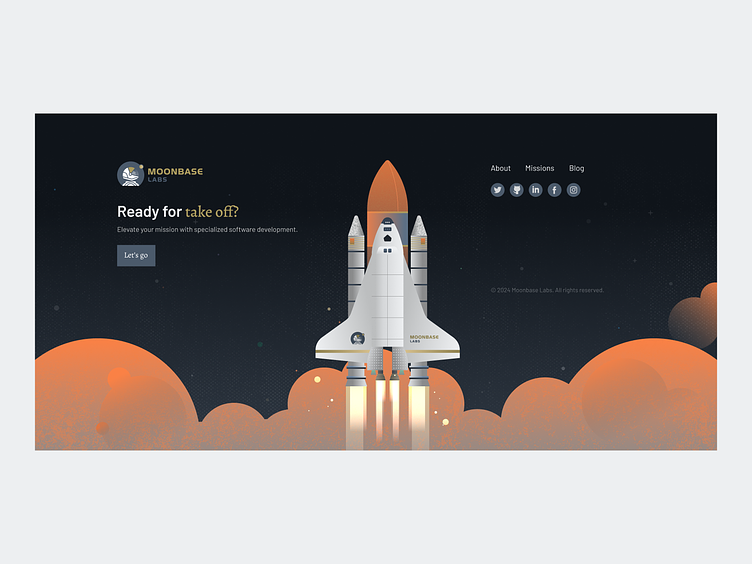 MOONBASE
LABS
Ready for take off?
Elevate your mission with specialized software development.
Let's go
About Missions Blog
© 2024 Moonbase Labs. All rights reserved.
MOONBASE
LABS